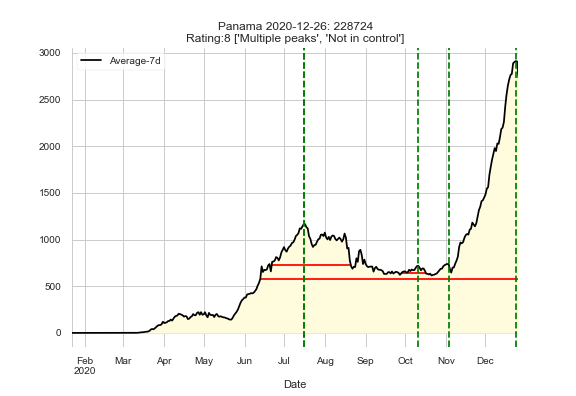 Panama 2020-12-26: 228724
Rating:8 ['Multiple peaks', 'Not in control']
Average-7d
3000
2500
2000
1500
1000
500
0
Feb Mar Apr May Jun Jul Aug Sep Oct Nov Dec
2020
Date